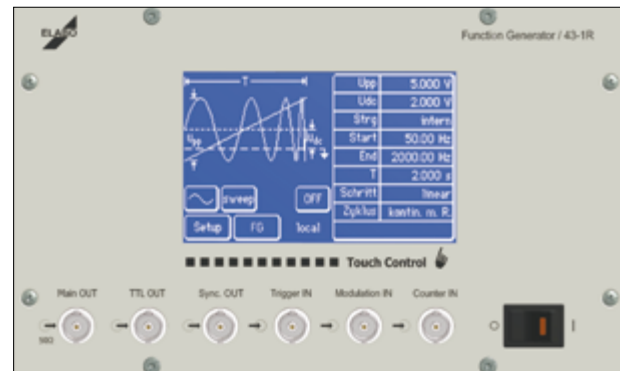 ELABO
Function Generator / 43-1R
T
Upp 5.000 V
Udc 2.000 V
Strg intern
Start 50.00 Hz
End 2000.00 Hz
T 2.000 s
Schritt linear
Zyklus kontin. m. R.
Upp
Udc
sweep OFF
Setup FG local
Touch Control
Main OUT TTL OUT Sync. OUT Trigger IN Modulation IN Counter IN
50Ω
O I